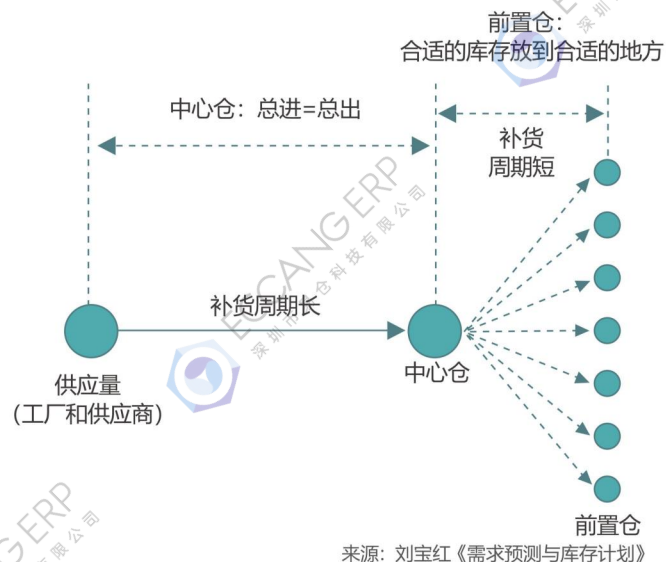 前置仓：
合适的库存放到合适的地方
中心仓：总进=总出
补货
周期短
补货周期长
供应量
（工厂和供应商）
中心仓
前置仓
来源：刘宝红《需求预测与库存计划》
ECCANG ERP